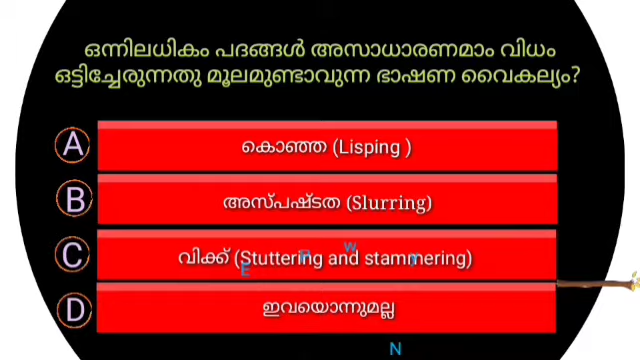 ഒന്നിലധികം പദങ്ങൾ അസാധാരണമാം വിധം
ഒട്ടിച്ചേരുന്നതു മൂലമുണ്ടാവുന്ന ഭാഷണ വൈകല്യം?
A കൊഞ്ഞ (Lisping )
B അസ്പഷ്ടത (Slurring)
C വിക്ക് (Stuttering and stammering)
D ഇവയൊന്നുമല്ല
N